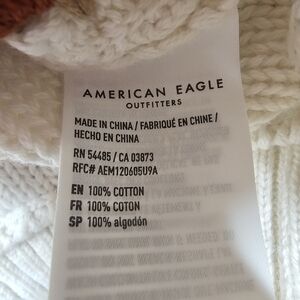 AMERICAN EAGLE
OUTFITTERS
MADE IN CHINA / FABRIQUÉ EN CHINE /
HECHO EN CHINA
RN 54485 / CA 03873
RFC# AEM120605U9A
EN 100% COTTON
FR 100% COTON
SP 100% algodón